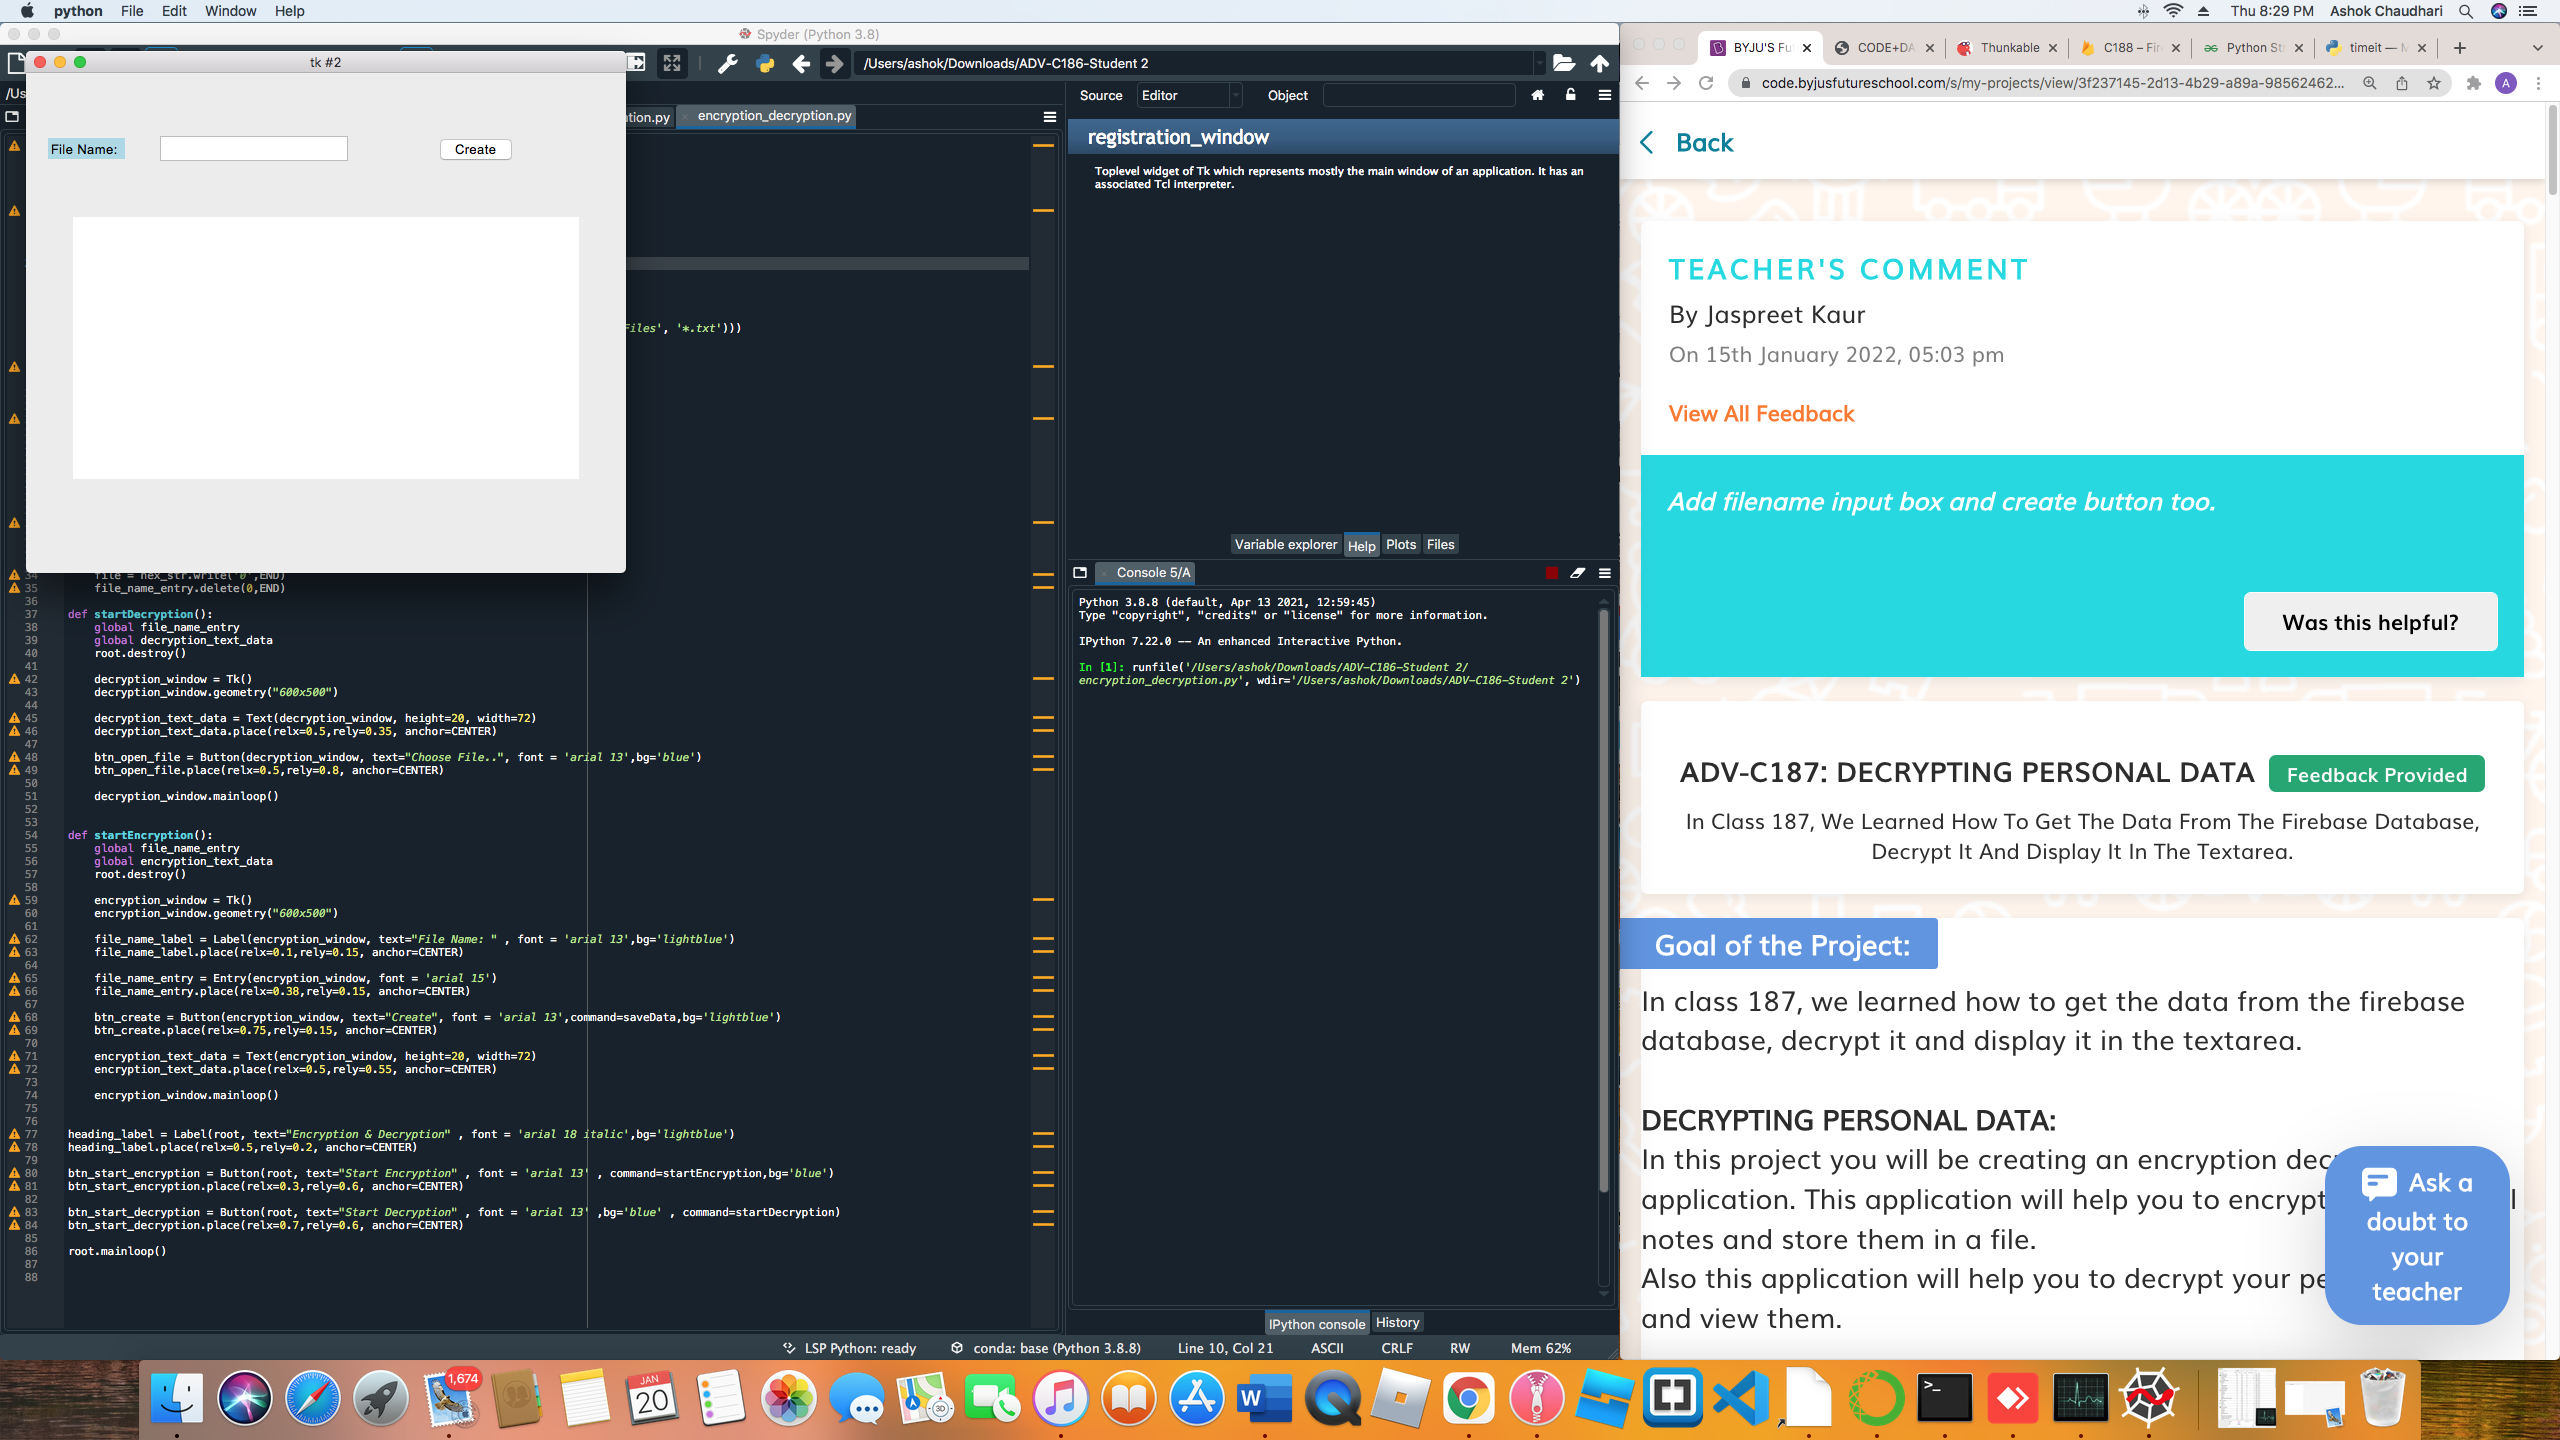 python File Edit Window Help
Thu 8:29 PM Ashok Chaudhari
Spyder (Python 3.8)
/Users/ashok/Downloads/ADV-C186-Student 2
tk #2
File Name:
Create
tion.py
encryption_decryption.py
Files', '*.txt')))
34 file = hex_str.write('0',END)
35 file_name_entry.delete(0,END)
36
37 def startDecryption():
38 global file_name_entry
39 global decryption_text_data
40 root.destroy()
41
42 decryption_window = Tk()
43 decryption_window.geometry("600x500")
44
45 decryption_text_data = Text(decryption_window, height=20, width=72)
46 decryption_text_data.place(relx=0.5,rely=0.35, anchor=CENTER)
47
48 btn_open_file = Button(decryption_window, text="Choose File..", font = 'arial 13',bg='blue')
49 btn_open_file.place(relx=0.5,rely=0.8, anchor=CENTER)
50
51 decryption_window.mainloop()
52
53
54 def startEncryption():
55 global file_name_entry
56 global encryption_text_data
57 root.destroy()
58
59 encryption_window = Tk()
60 encryption_window.geometry("600x500")
61
62 file_name_label = Label(encryption_window, text="File Name: " , font = 'arial 13',bg='lightblue')
63 file_name_label.place(relx=0.1,rely=0.15, anchor=CENTER)
64
65 file_name_entry = Entry(encryption_window, font = 'arial 15')
66 file_name_entry.place(relx=0.38,rely=0.15, anchor=CENTER)
67
68 btn_create = Button(encryption_window, text="Create", font = 'arial 13',command=saveData,bg='lightblue')
69 btn_create.place(relx=0.75,rely=0.15, anchor=CENTER)
70
71 encryption_text_data = Text(encryption_window, height=20, width=72)
72 encryption_text_data.place(relx=0.5,rely=0.55, anchor=CENTER)
73
74 encryption_window.mainloop()
75
76
77 heading_label = Label(root, text="Encryption & Decryption" , font = 'arial 18 italic',bg='lightblue')
78 heading_label.place(relx=0.5,rely=0.2, anchor=CENTER)
79
80 btn_start_encryption = Button(root, text="Start Encryption" , font = 'arial 13' , command=startEncryption,bg='blue')
81 btn_start_encryption.place(relx=0.3,rely=0.6, anchor=CENTER)
82
83 btn_start_decryption = Button(root, text="Start Decryption" , font = 'arial 13' ,bg='blue' , command=startDecryption)
84 btn_start_decryption.place(relx=0.7,rely=0.6, anchor=CENTER)
85
86 root.mainloop()
87
88
Source Editor Object
registration_window
Toplevel widget of Tk which represents mostly the main window of an application. It has an
associated Tcl interpreter.
Variable explorer Help Plots Files
Console 5/A
Python 3.8.8 (default, Apr 13 2021, 12:59:45)
Type "copyright", "credits" or "license" for more information.
IPython 7.22.0 -- An enhanced Interactive Python.
In [1]: runfile('/Users/ashok/Downloads/ADV-C186-Student 2/
encryption_decryption.py', wdir='/Users/ashok/Downloads/ADV-C186-Student 2')
IPython console History
LSP Python: ready conda: base (Python 3.8.8) Line 10, Col 21 ASCII CRLF RW Mem 62%
BYJU'S Fu CODE+DA Thunkable C188 – Fir Python St timeit — M
code.byjusfutureschool.com/s/my-projects/view/3f237145-2d13-4b29-a89a-98562462...
A
Back
TEACHER'S COMMENT
By Jaspreet Kaur
On 15th January 2022, 05:03 pm
View All Feedback
Add filename input box and create button too.
Was this helpful?
ADV-C187: DECRYPTING PERSONAL DATA Feedback Provided
In Class 187, We Learned How To Get The Data From The Firebase Database,
Decrypt It And Display It In The Textarea.
Goal of the Project:
In class 187, we learned how to get the data from the firebase
database, decrypt it and display it in the textarea.
DECRYPTING PERSONAL DATA:
In this project you will be creating an encryption decr
application. This application will help you to encrypt l
notes and store them in a file.
Also this application will help you to decrypt your pe
and view them.
Ask a
doubt to
your
teacher
1,674
JAN
20
3D
W